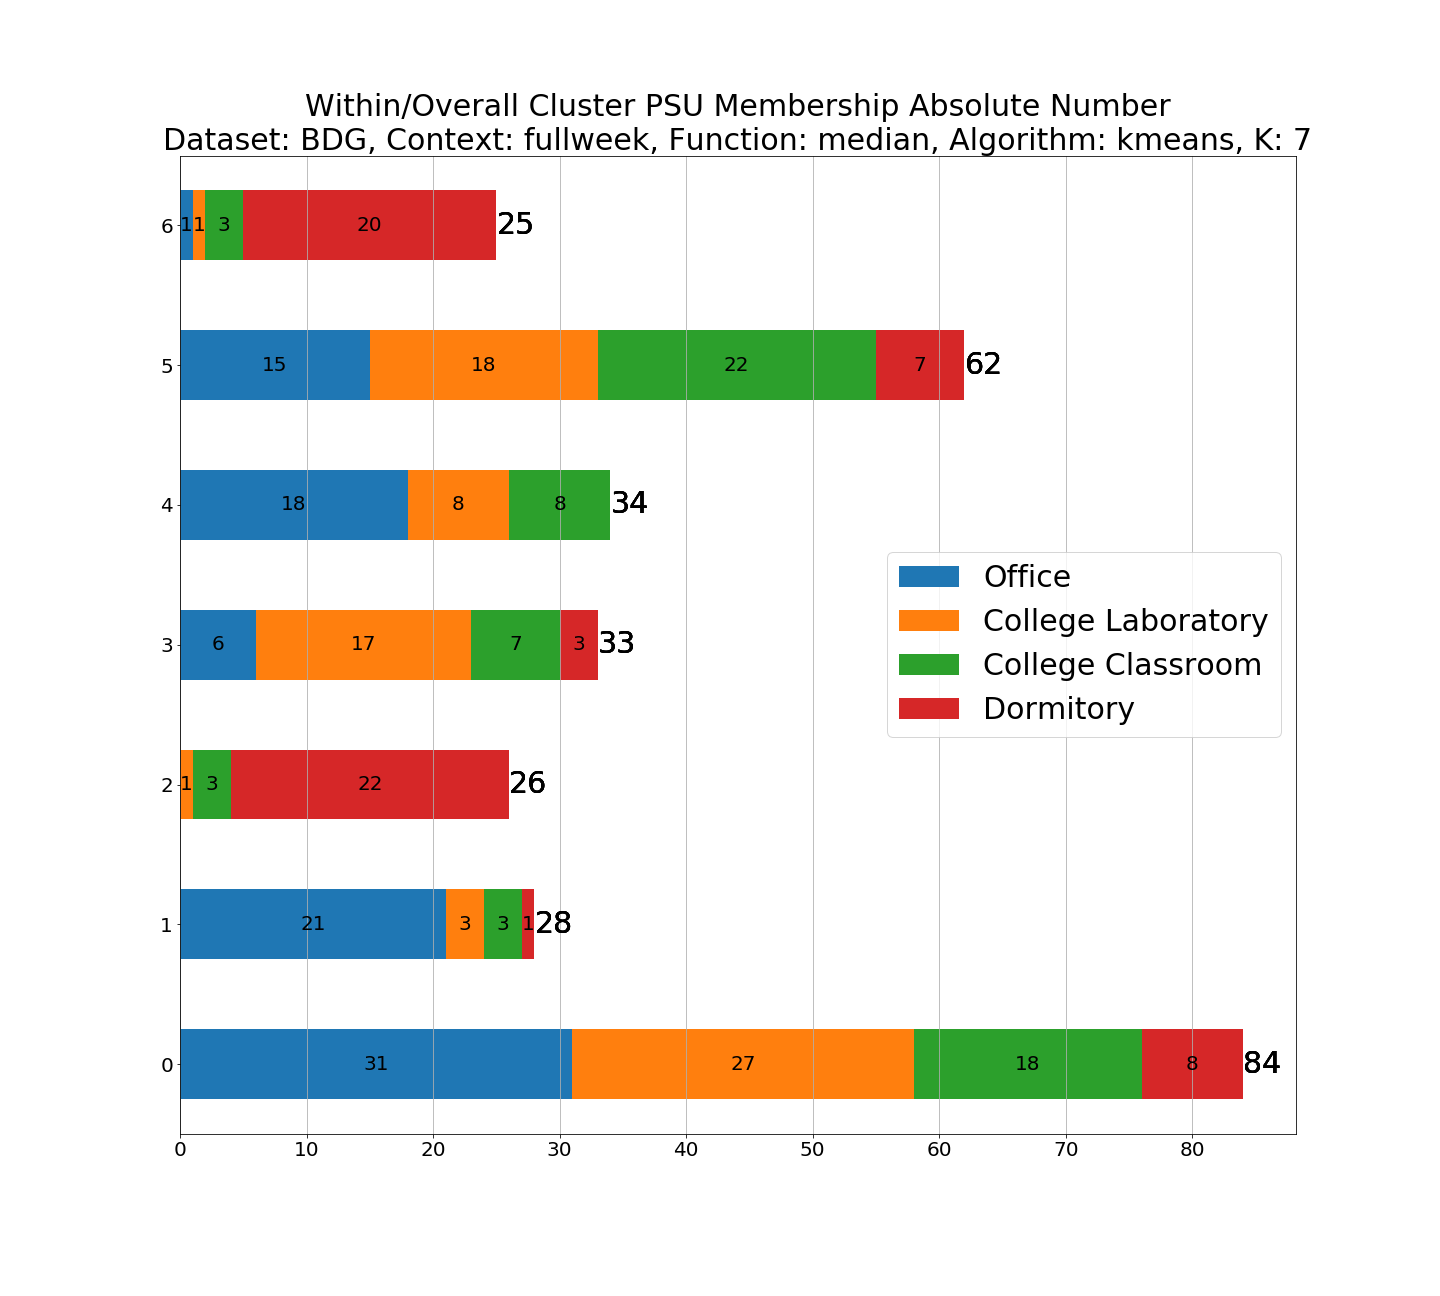 Within/Overall Cluster PSU Membership Absolute Number
Dataset: BDG, Context: fullweek, Function: median, Algorithm: kmeans, K: 7
6 1 1 3 20 25
5 15 18 22 7 62
4 18 8 8 34
3 6 17 7 3 33
2 1 3 22 26
1 21 3 3 1 28
0 31 27 18 8 84
0 10 20 30 40 50 60 70 80
Office
College Laboratory
College Classroom
Dormitory